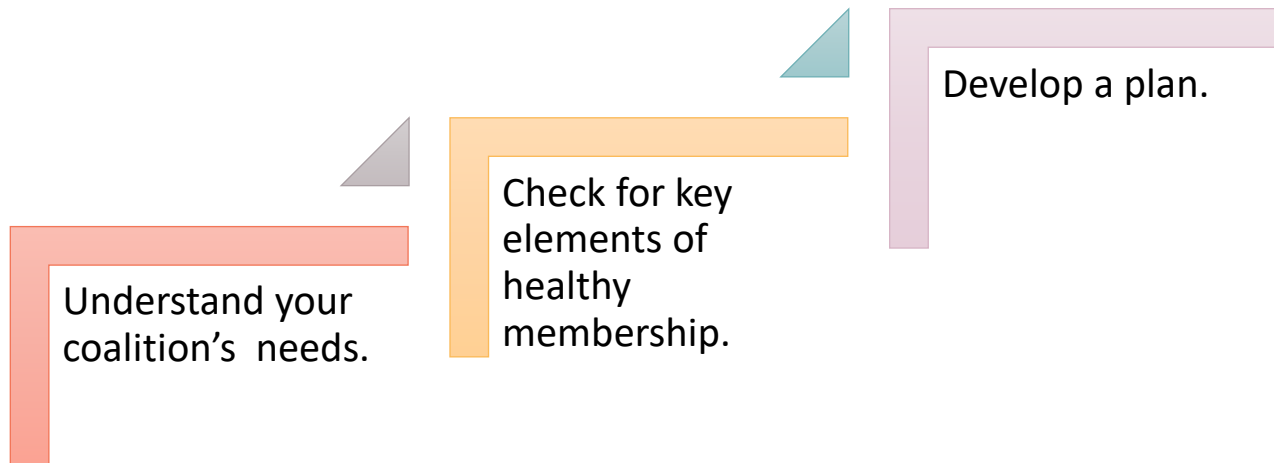 Understand your
coalition’s  needs.
Check for key
elements of
healthy
membership.
Develop a plan.